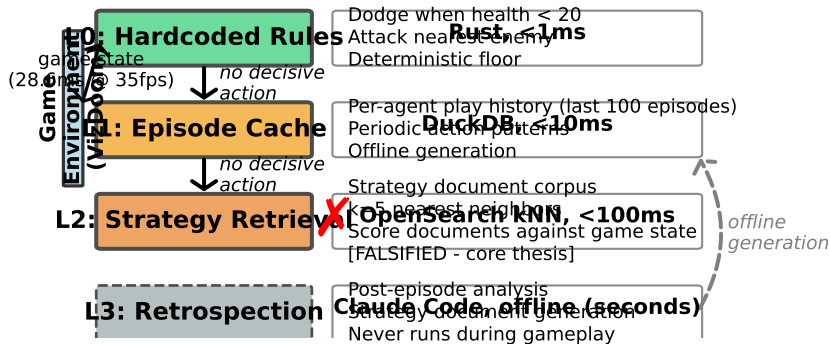 Game
Environment
(VizDoom)
game state
(28.6ms @ 35fps)
L0: Hardcoded Rules
Rust, <1ms
Dodge when health < 20
Attack nearest enemy
Deterministic floor
no decisive
action
L1: Episode Cache
DuckDB, <10ms
Per-agent play history (last 100 episodes)
Periodic action patterns
Offline generation
no decisive
action
L2: Strategy Retrieval
✗
OpenSearch kNN, <100ms
Strategy document corpus
k=5 nearest neighbors
Score documents against game state
[FALSIFIED - core thesis]
offline
generation
L3: Retrospection
Claude Code, offline (seconds)
Post-episode analysis
Strategy document generation
Never runs during gameplay